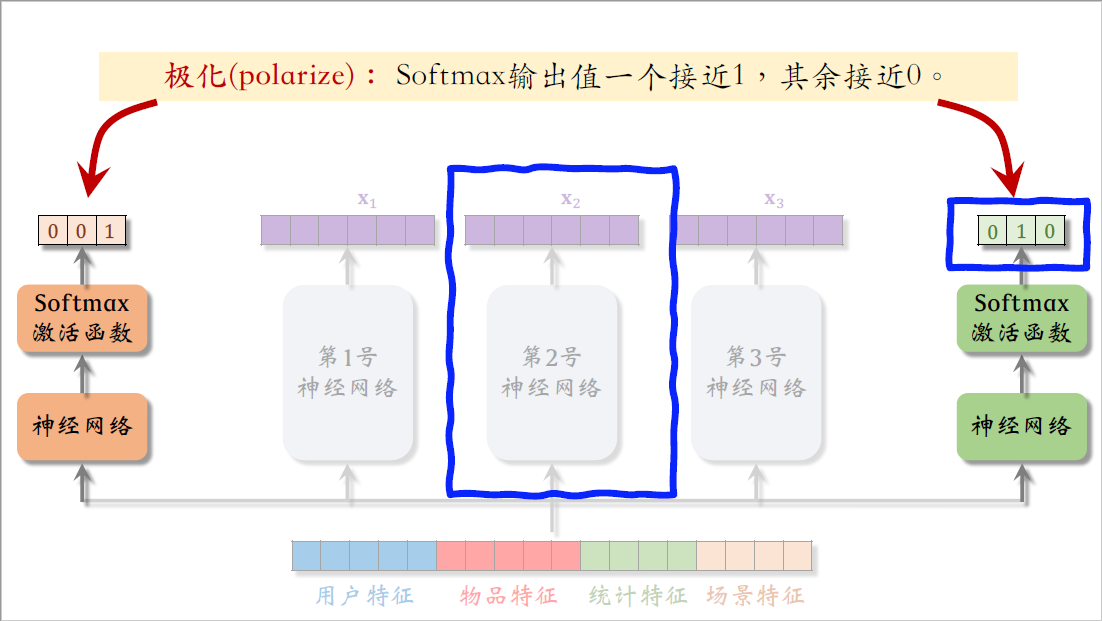 极化(polarize)： Softmax输出值一个接近1，其余接近0。
x₁
x₂
x₃
0 0 1
0 1 0
Softmax
激活函数
Softmax
激活函数
第1号
神经网络
第2号
神经网络
第3号
神经网络
神经网络
神经网络
用户特征
物品特征
统计特征
场景特征